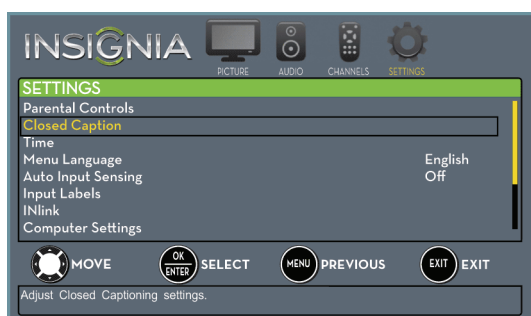 INSIGNIA
PICTURE AUDIO CHANNELS SETTINGS
SETTINGS
Parental Controls
Closed Caption
Time
Menu Language English
Auto Input Sensing Off
Input Labels
INlink
Computer Settings
MOVE OK ENTER SELECT MENU PREVIOUS EXIT EXIT
Adjust Closed Captioning settings.